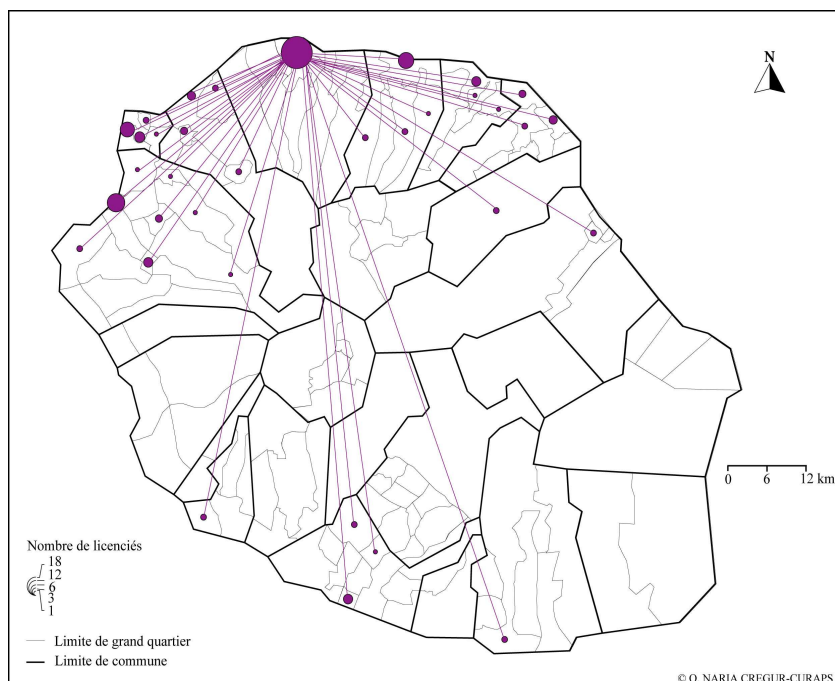 N
0 6 12 km
Nombre de licenciés
18
12
6
3
1
Limite de grand quartier
Limite de commune
© O. NARIA CREGUR-CURAPS